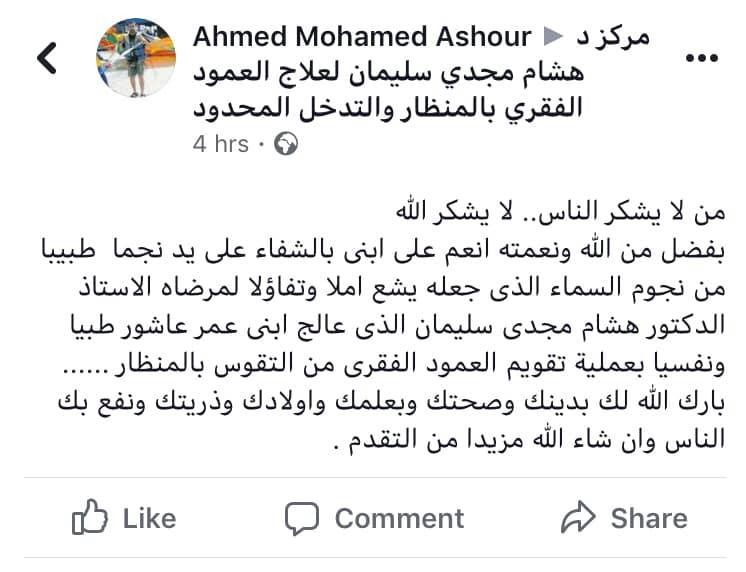 Ahmed Mohamed Ashour ▶ مركز د
هشام مجدي سليمان لعلاج العمود
الفقري بالمنظار والتدخل المحدود
4 hrs ·
من لا يشكر الناس.. لا يشكر الله
بفضل من الله ونعمته انعم على ابنى بالشفاء على يد نجما طبيبا
من نجوم السماء الذى جعله يشع املا وتفاؤلا لمرضاه الاستاذ
الدكتور هشام مجدى سليمان الذى عالج ابنى عمر عاشور طبيا
ونفسيا بعملية تقويم العمود الفقرى من التقوس بالمنظار ......
بارك الله لك بدينك وصحتك وبعلمك واولادك وذريتك ونفع بك
الناس وان شاء الله مزيدا من التقدم .
Like Comment Share